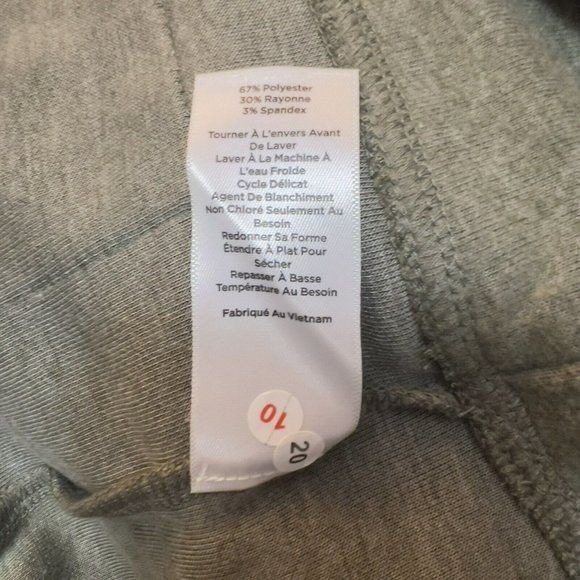 67% Polyester
30% Rayonne
3% Spandex
Tourner À L'envers Avant
De Laver
Laver À La Machine À
L'eau Froide
Cycle Délicat
Agent De Blanchiment
Non Chloré Seulement Au
Besoin
Redonner Sa Forme
Étendre À Plat Pour
Sécher
Repasser À Basse
Température Au Besoin
Fabriqué Au Vietnam
10
20